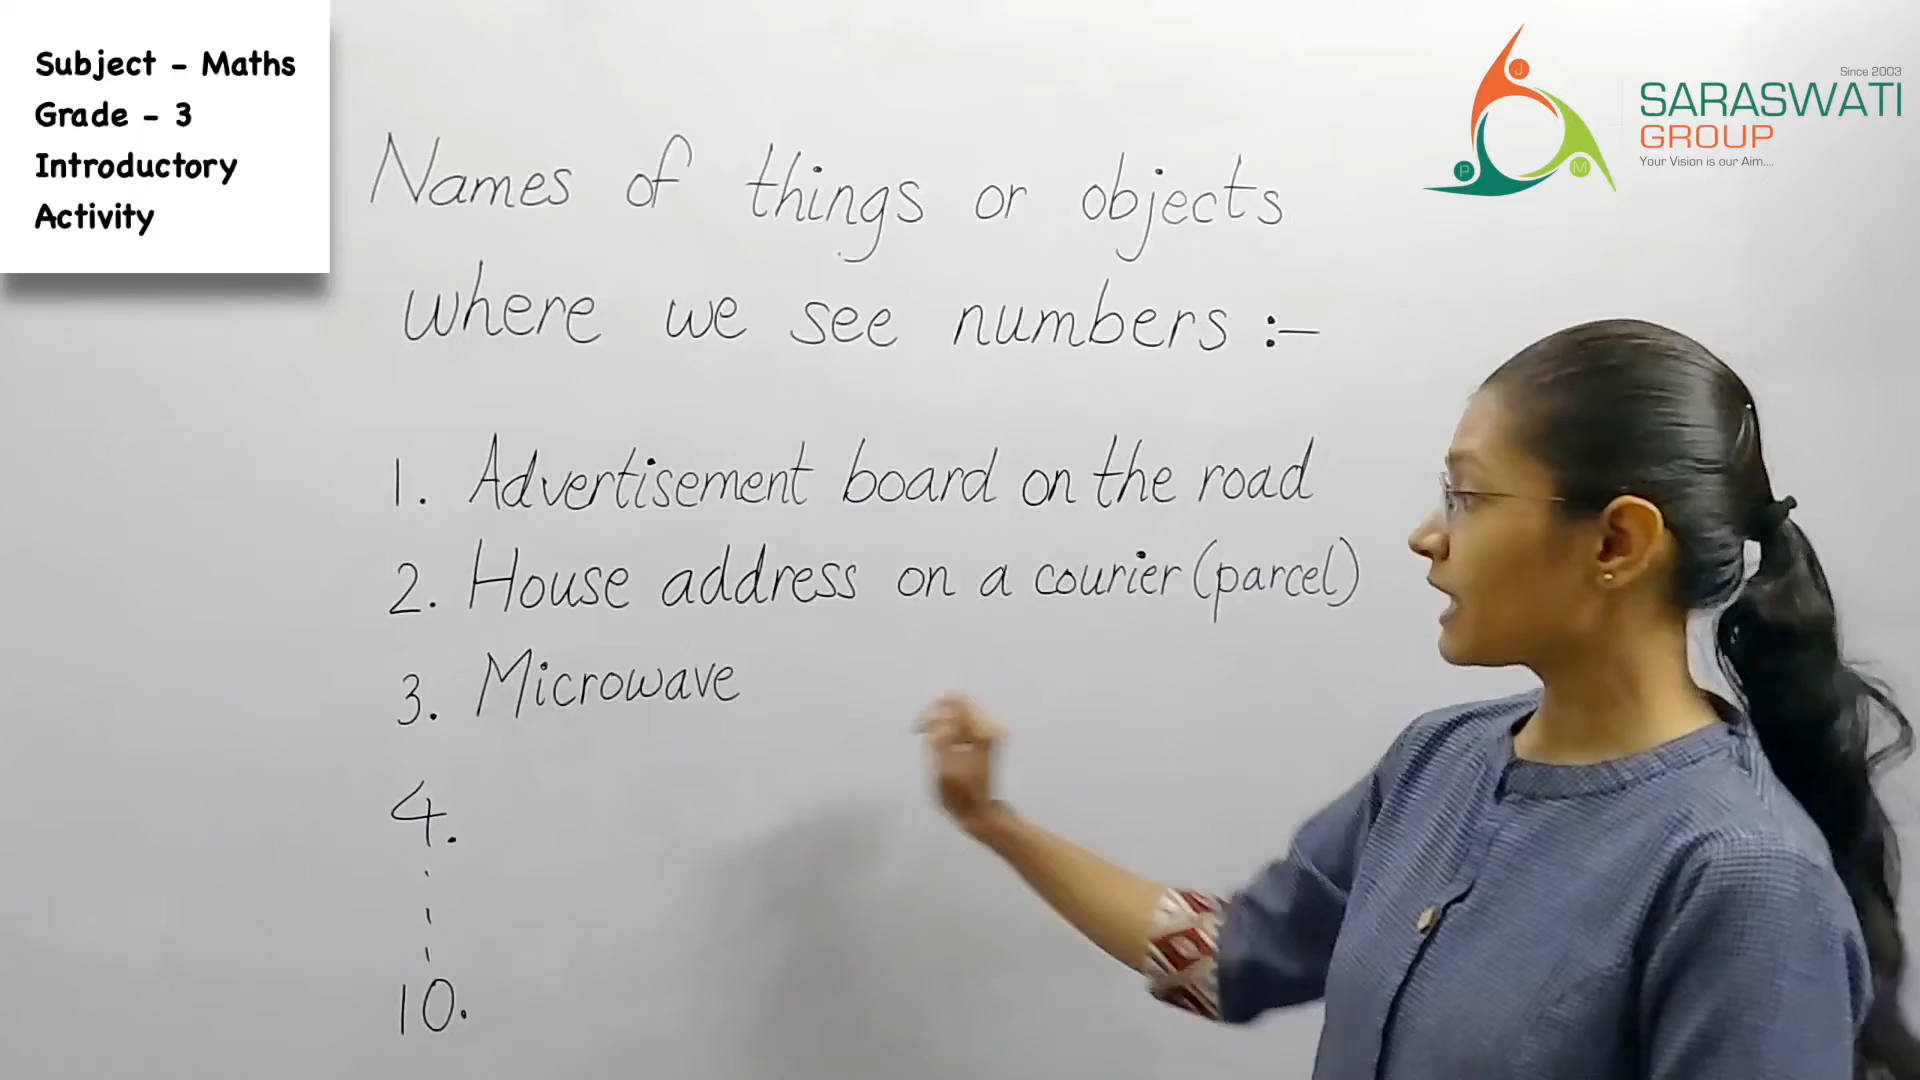 Subject - Maths
Grade - 3
Introductory
Activity
Since 2003
SARASWATI
GROUP
Your Vision is our Aim....
J
P
M
Names of things or objects
where we see numbers :-
1. Advertisement board on the road
2. House address on a courier (parcel)
3. Microwave
4.
10.